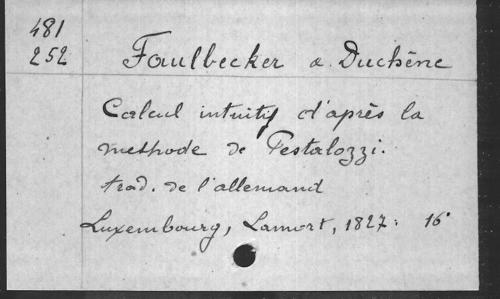 481
252
Faulbecker & Duchêne
Calcul intuitif d'après la
methode de Pestalozzi.
trad. de l'allemand
Luxembourg, Lamort, 1827. 16°